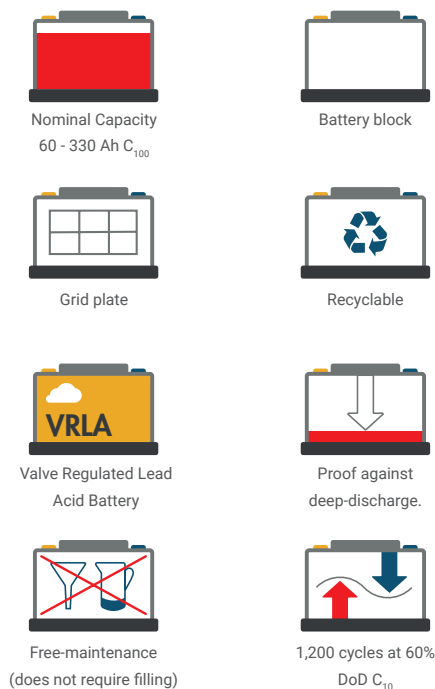 Nominal Capacity
60 - 330 Ah C100
Battery block
Grid plate
Recyclable
VRLA
Valve Regulated Lead
Acid Battery
Proof against
deep-discharge.
Free-maintenance
(does not require filling)
1,200 cycles at 60%
DoD C10